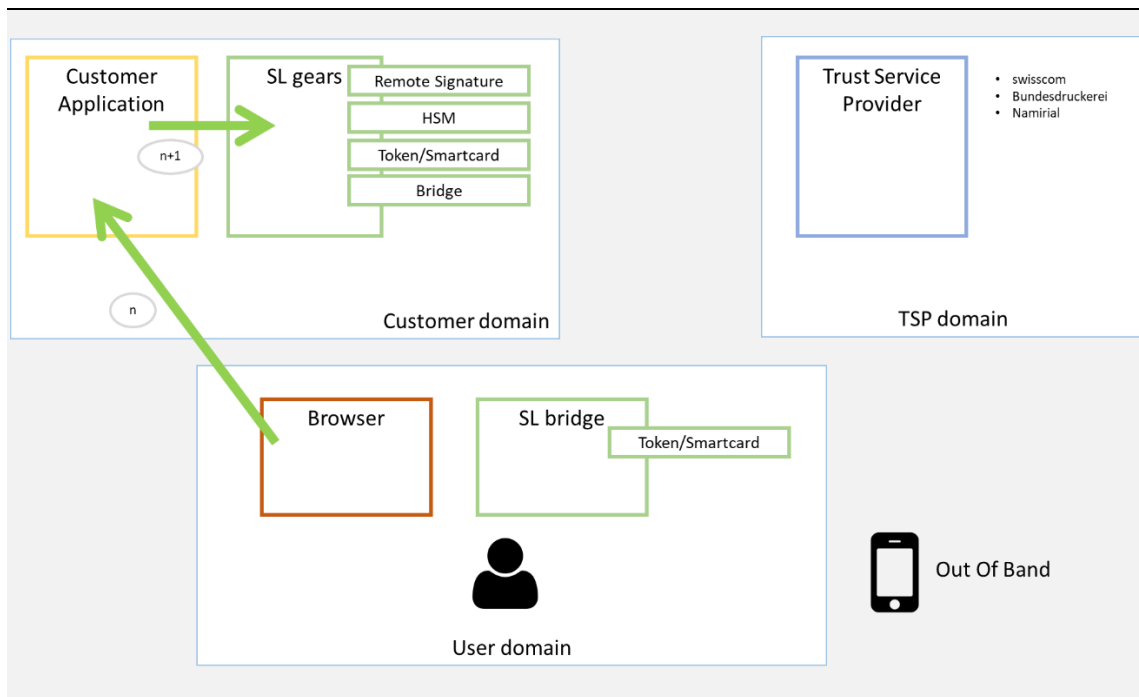 Customer
Application
n+1
n
SL gears
Remote Signature
HSM
Token/Smartcard
Bridge
Customer domain
Trust Service
Provider
• swisscom
• Bundesdruckerei
• Namirial
TSP domain
Browser
SL bridge
Token/Smartcard
User domain
Out Of Band